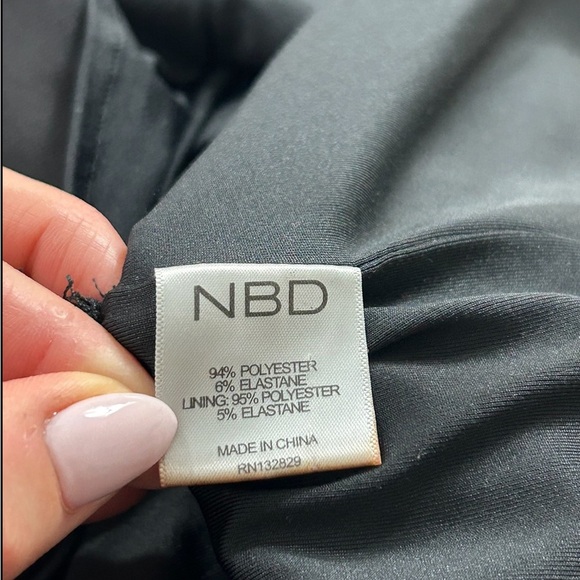 NBD
94% POLYESTER
6% ELASTANE
LINING: 95% POLYESTER
5% ELASTANE
MADE IN CHINA
RN132829